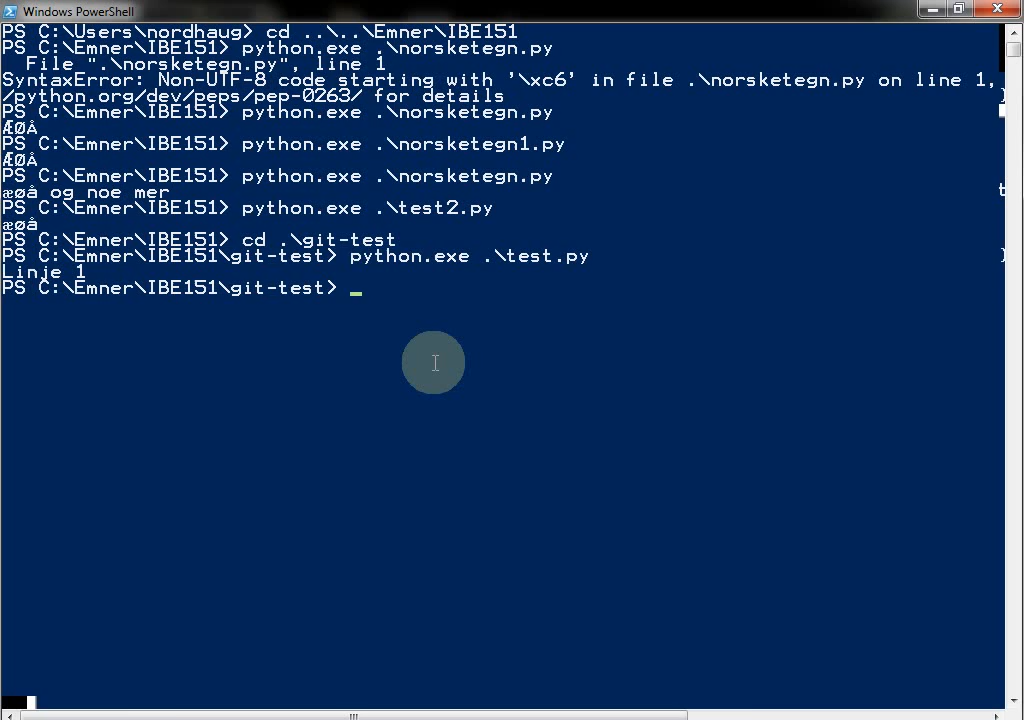 Windows PowerShell
PS C:\Users\nordhaug> cd ..\..\Emner\IBE151
PS C:\Emner\IBE151> python.exe .\norsketegn.py
File ".\norsketegn.py", line 1
SyntaxError: Non-UTF-8 code starting with '\xc6' in file .\norsketegn.py on line 1,
/python.org/dev/peps/pep-0263/ for details
PS C:\Emner\IBE151> python.exe .\norsketegn.py
ÆØÅ
PS C:\Emner\IBE151> python.exe .\norsketegn1.py
ÆØÅ
PS C:\Emner\IBE151> python.exe .\norsketegn.py
æøå og noe mer
PS C:\Emner\IBE151> python.exe .\test2.py
æøå
PS C:\Emner\IBE151> cd .\git-test
PS C:\Emner\IBE151\git-test> python.exe .\test.py
Linje 1
PS C:\Emner\IBE151\git-test>